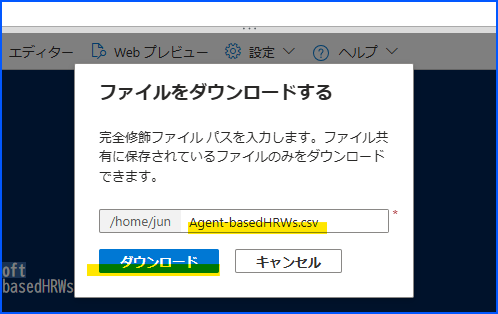 エディター Web プレビュー 設定 ヘルプ
ファイルをダウンロードする
完全修飾ファイル パスを入力します。ファイル共
有に保存されているファイルのみをダウンロード
できます。
/home/jun Agent-basedHRWs.csv *
ダウンロード キャンセル
oft
basedHRWs